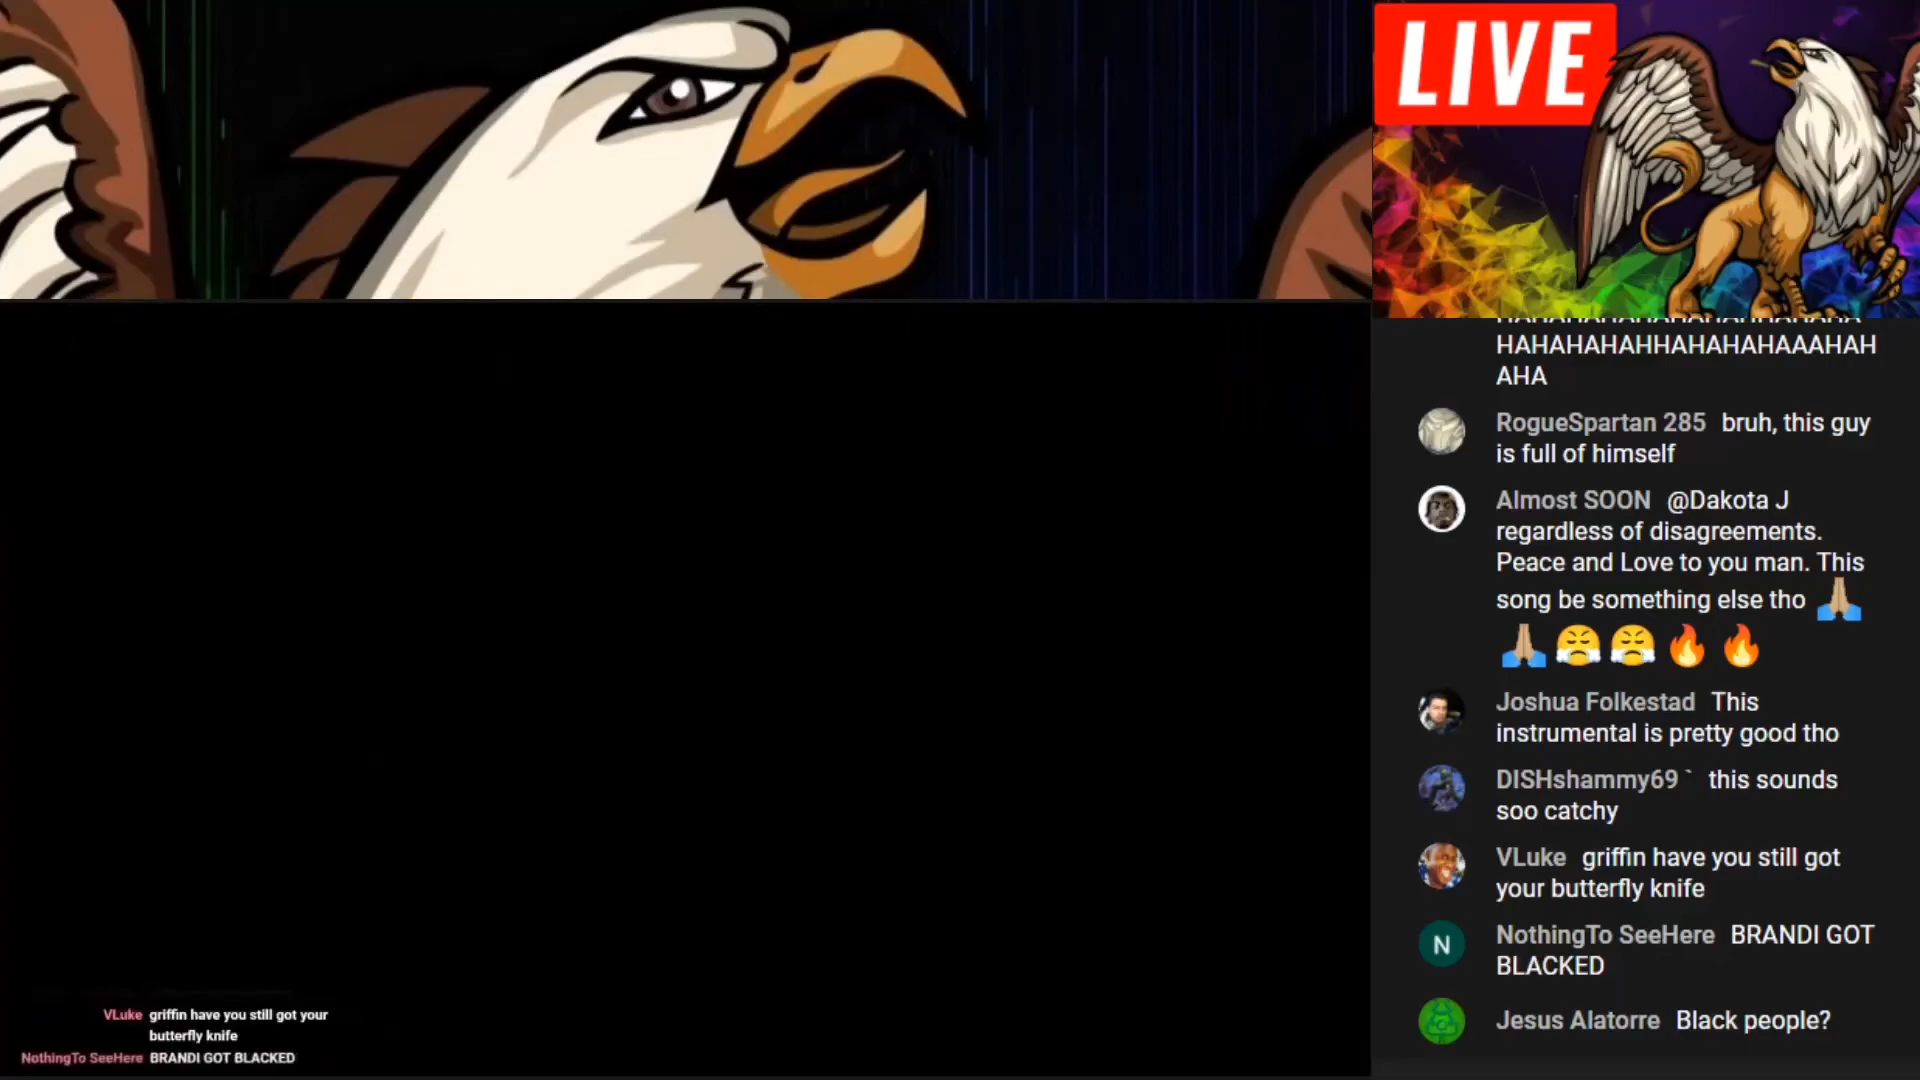 LIVE
HAHAHAHAHHAHAHAHAAAHAH
AHA
RogueSpartan 285 bruh, this guy
is full of himself
Almost SOON @Dakota J
regardless of disagreements.
Peace and Love to you man. This
song be something else tho 🙏🏽
🙏🏽😤😤🔥🔥
Joshua Folkestad This
instrumental is pretty good tho
DISHshammy69 ` this sounds
soo catchy
VLuke griffin have you still got
your butterfly knife
N
NothingTo SeeHere BRANDI GOT
BLACKED
Jesus Alatorre Black people?
VLuke griffin have you still got your
butterfly knife
NothingTo SeeHere BRANDI GOT BLACKED